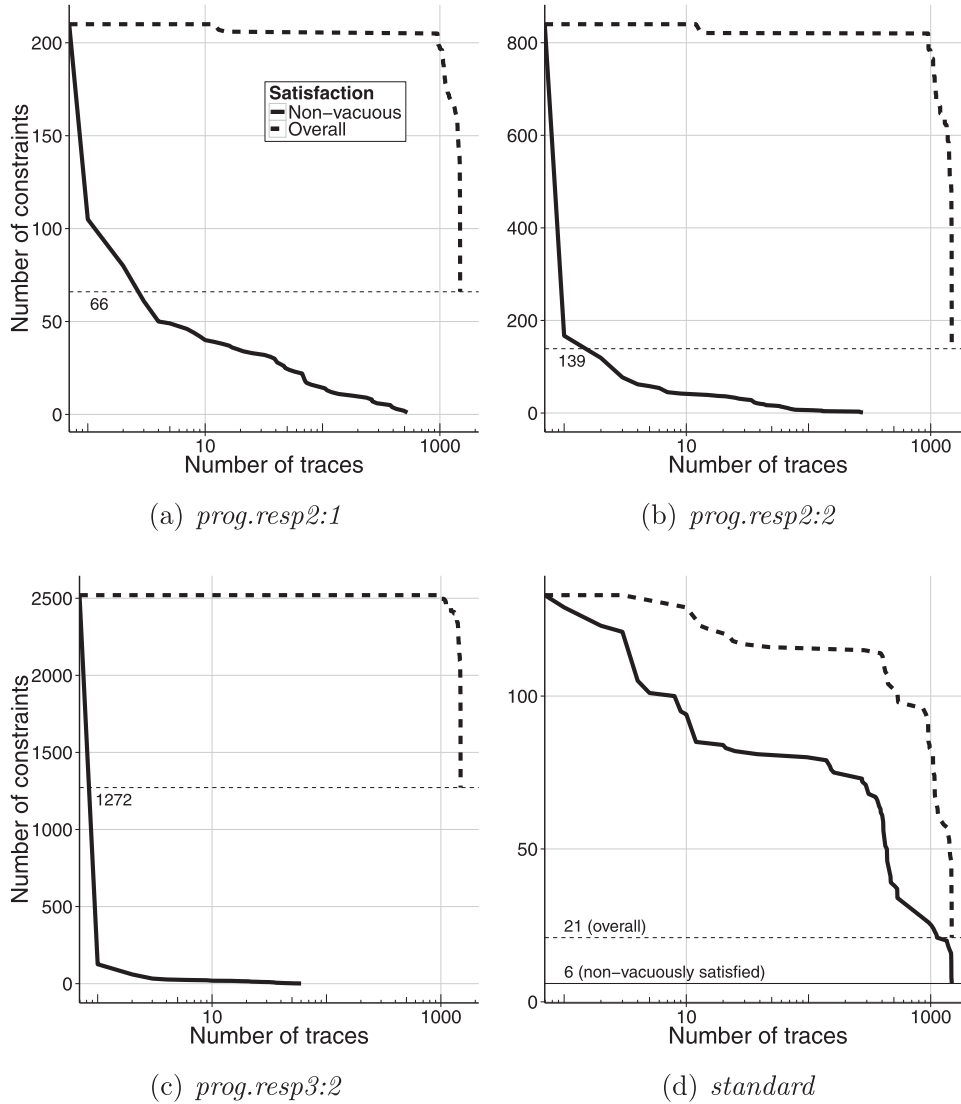 200
150
100
50
0
Number of constraints
Satisfaction
Non−vacuous
Overall
66
10
1000
Number of traces
(a) prog.resp2:1
800
600
400
200
0
139
10
1000
Number of traces
(b) prog.resp2:2
2500
2000
1500
1000
500
0
Number of constraints
1272
10
1000
Number of traces
(c) prog.resp3:2
100
50
0
21 (overall)
6 (non−vacuously satisfied)
10
1000
Number of traces
(d) standard